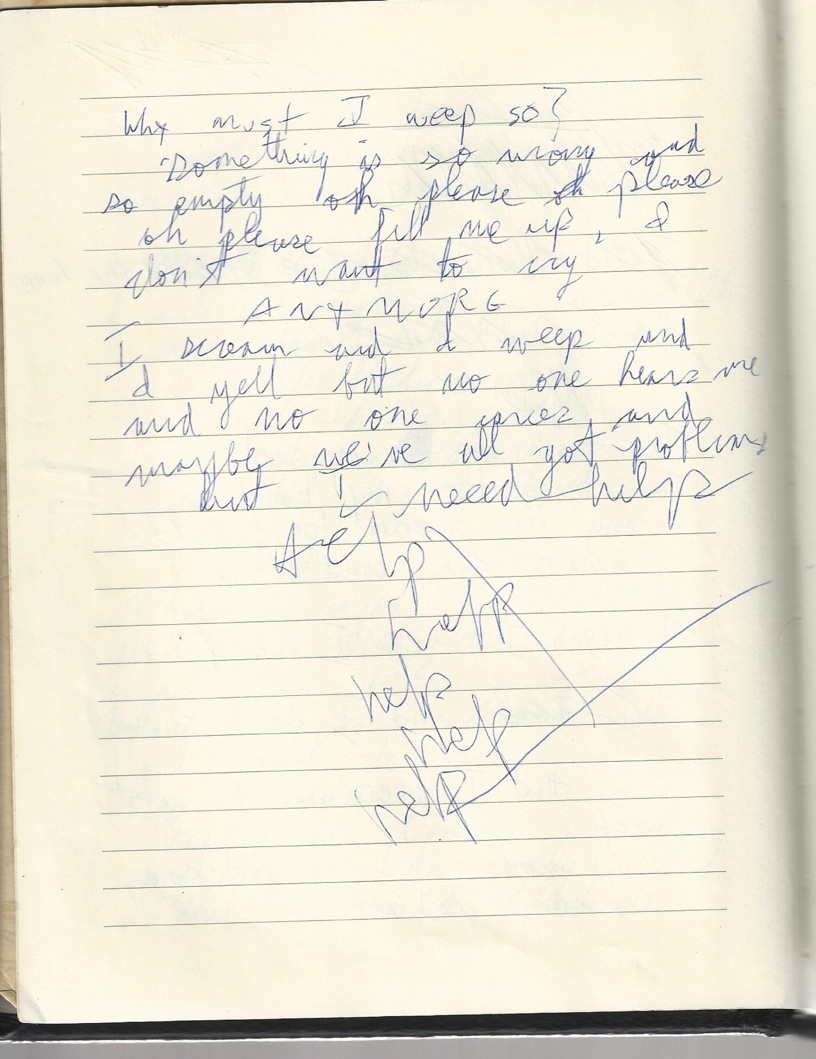 Why must I weep so?
Something is so wrong and
so empty oh please oh please
oh please fill me up, I
don't want to cry
ANYMORE
I scream and I weep and
I yell but no one hears me
and no one cares and
maybe we've all got problems
but I neeed help
Help
help
help
help
help